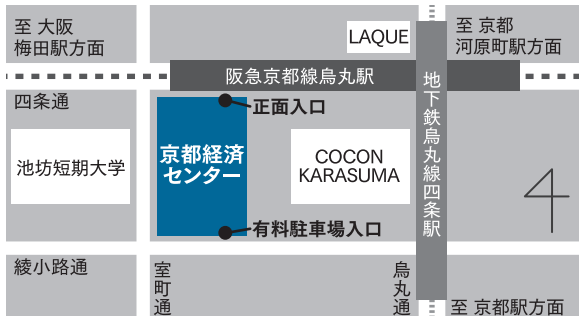 至 大阪
梅田駅方面
LAQUE
至 京都
河原町駅方面
阪急京都線烏丸駅
地下鉄烏丸線四条駅
四条通
正面入口
池坊短期大学
京都経済
センター
COCON
KARASUMA
有料駐車場入口
綾小路通
室町通
烏丸通
至 京都駅方面